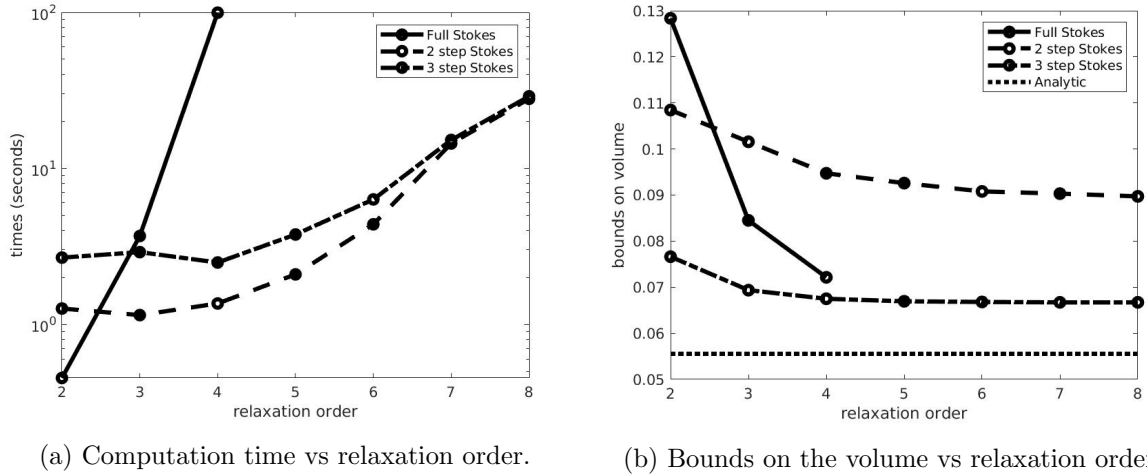 10^2
10^1
10^0
times (seconds)
Full Stokes
2 step Stokes
3 step Stokes
2 3 4 5 6 7 8
relaxation order
(a) Computation time vs relaxation order.
0.13
0.12
0.11
0.1
0.09
0.08
0.07
0.06
0.05
bounds on volume
Full Stokes
2 step Stokes
3 step Stokes
Analytic
2 3 4 5 6 7 8
relaxation order
(b) Bounds on the volume vs relaxation order